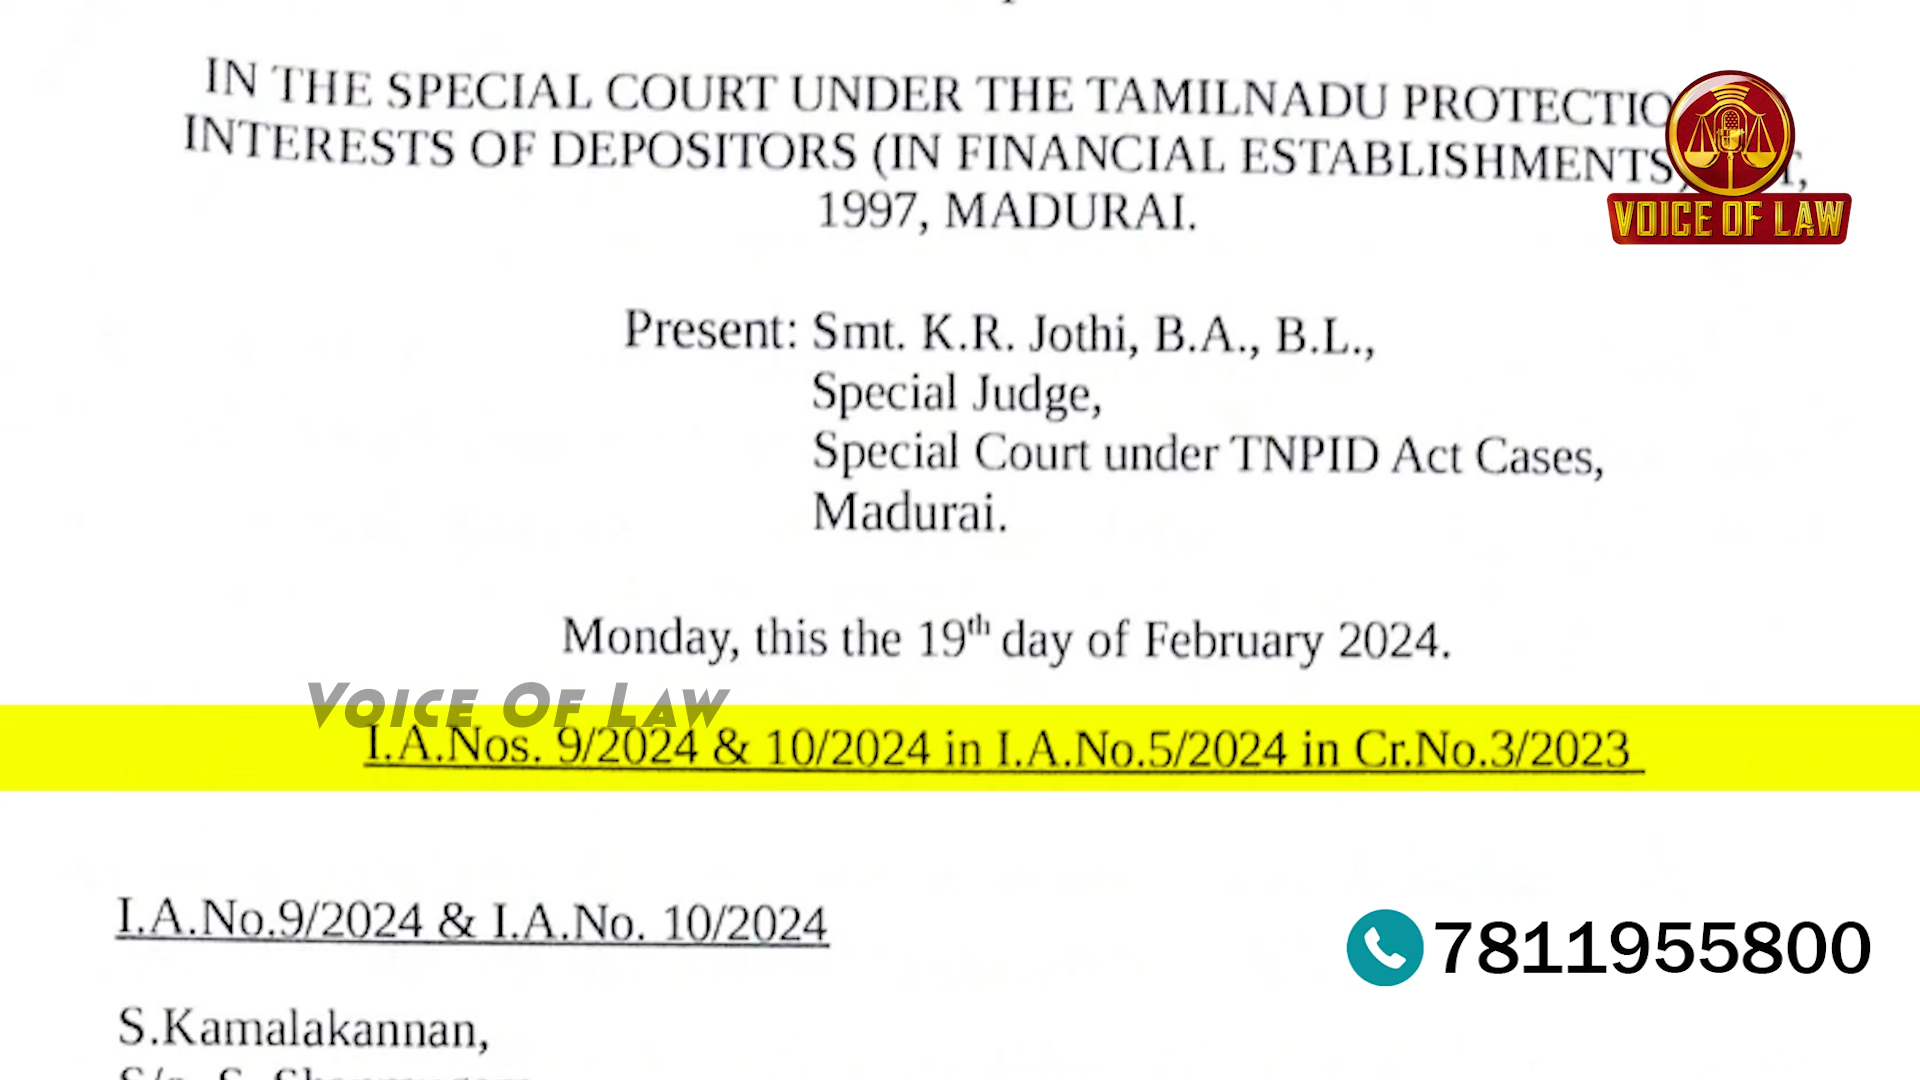 IN THE SPECIAL COURT UNDER THE TAMILNADU PROTECTIO
INTERESTS OF DEPOSITORS (IN FINANCIAL ESTABLISHMENTS)
1997, MADURAI.
VOICE OF LAW
Present: Smt. K.R. Jothi, B.A., B.L.,
Special Judge,
Special Court under TNPID Act Cases,
Madurai.
Monday, this the 19th day of February 2024.
VOICE OF LAW
I.A.Nos. 9/2024 & 10/2024 in I.A.No.5/2024 in Cr.No.3/2023
I.A.No.9/2024 & I.A.No. 10/2024
7811955800
S.Kamalakannan,